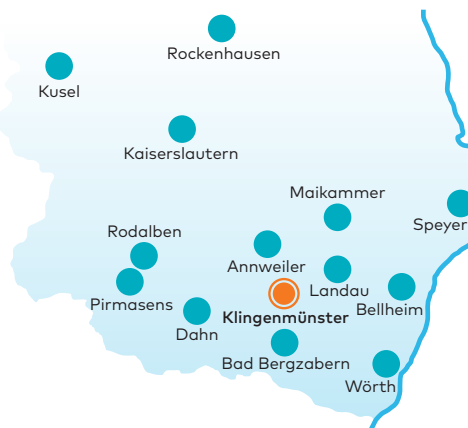 Rockenhausen
Kusel
Kaiserslautern
Maikammer
Speyer
Rodalben
Annweiler
Landau
Pirmasens
Klingenmünster
Bellheim
Dahn
Bad Bergzabern
Wörth